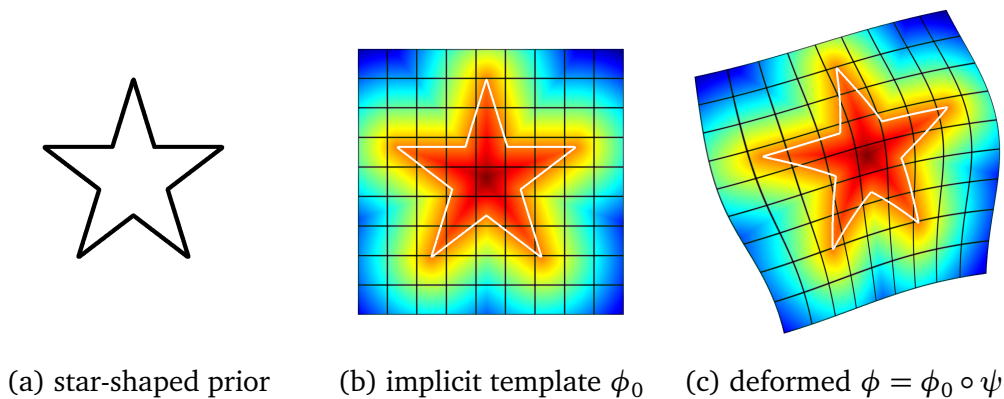 (a) star-shaped prior
(b) implicit template ϕ₀
(c) deformed ϕ = ϕ₀ ∘ ψ